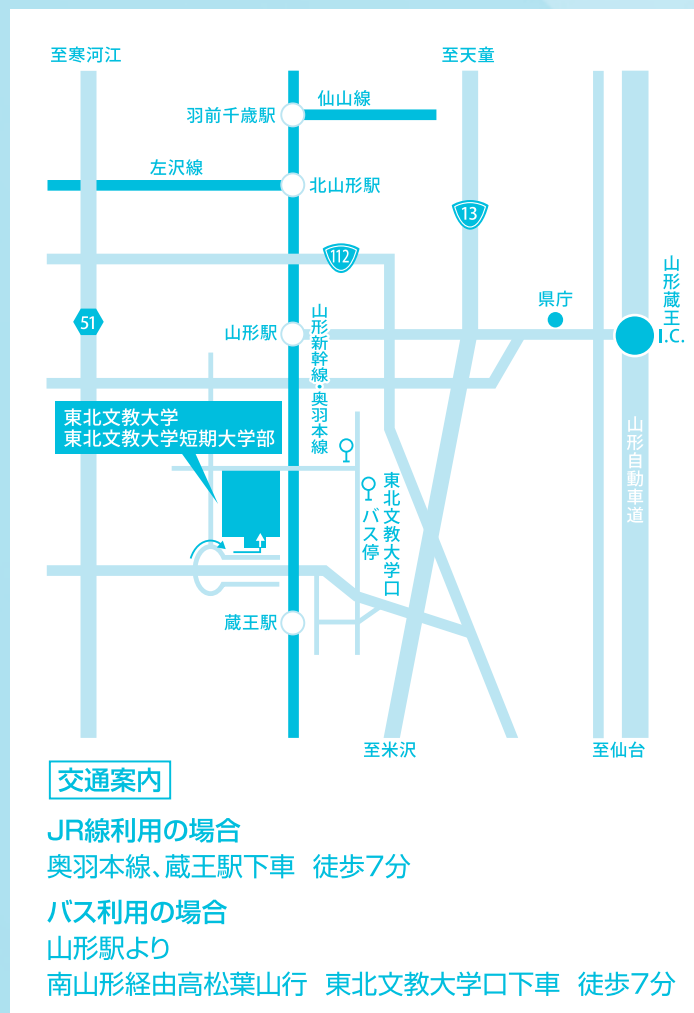 至寒河江
至天童
仙山線
羽前千歳駅
左沢線
北山形駅
13
112
山形蔵王I.C.
県庁
51
山形駅
山形新幹線・奥羽本線
東北文教大学
東北文教大学短期大学部
山形自動車道
東北文教大学口
バス停
蔵王駅
至米沢
至仙台
交通案内
JR線利用の場合
奥羽本線、蔵王駅下車 徒歩7分
バス利用の場合
山形駅より
南山形経由高松葉山行 東北文教大学口下車 徒歩7分